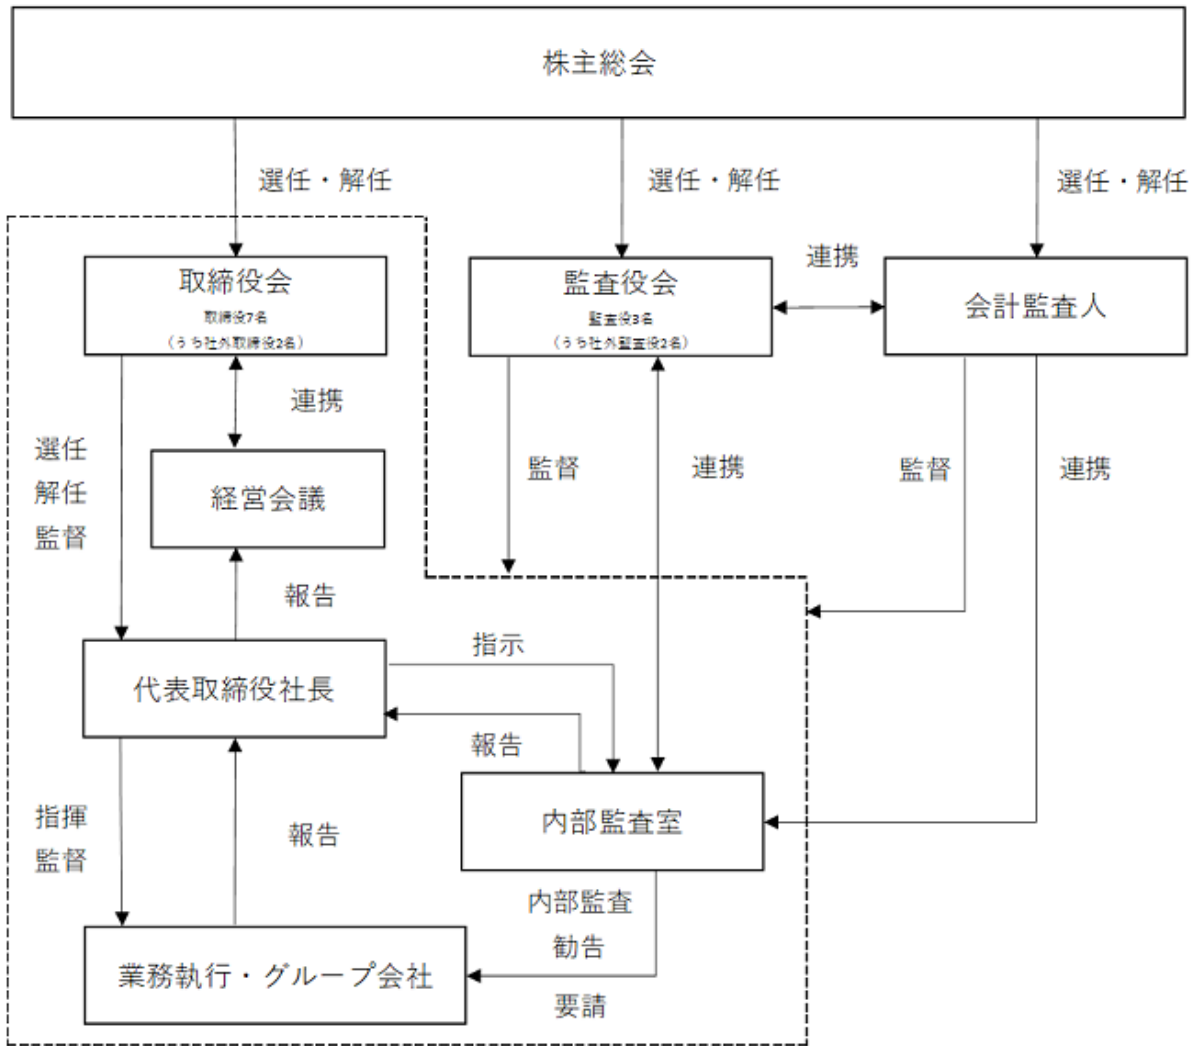 株主総会
選任・解任
選任・解任
選任・解任
取締役会
取締役7名
（うち社外取締役2名）
監査役会
監査役3名
（うち社外監査役2名）
連携
会計監査人
連携
選任
解任
監督
経営会議
監督
連携
監督
連携
報告
指示
代表取締役社長
報告
指揮
監督
報告
内部監査室
内部監査
勧告
要請
業務執行・グループ会社